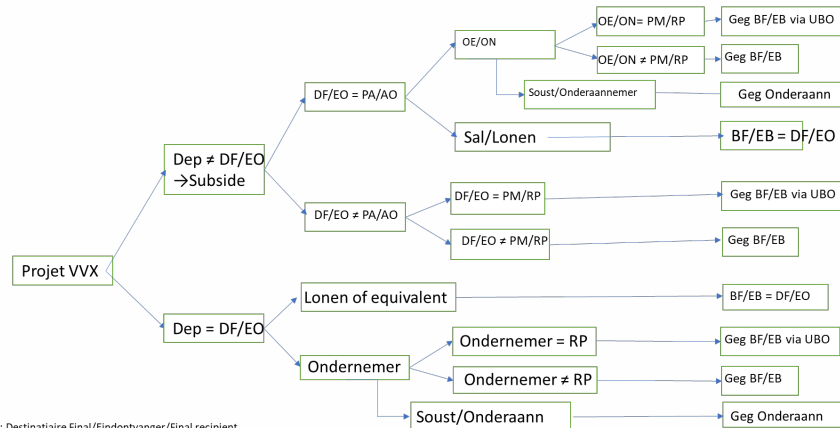 OE/ON
OE/ON= PM/RP
Geg BF/EB via UBO
OE/ON ≠ PM/RP
Geg BF/EB
Soust/Onderaannemer
Geg Onderaann
DF/EO = PA/AO
Sal/Lonen
BF/EB = DF/EO
Dep ≠ DF/EO
→Subside
DF/EO ≠ PA/AO
DF/EO = PM/RP
Geg BF/EB via UBO
DF/EO ≠ PM/RP
Geg BF/EB
Projet VVX
Dep = DF/EO
Lonen of equivalent
BF/EB = DF/EO
Ondernemer
Ondernemer = RP
Geg BF/EB via UBO
Ondernemer ≠ RP
Geg BF/EB
Soust/Onderaann
Geg Onderaann
: Destinatiaire Final/Eindontvanger/Final recipient